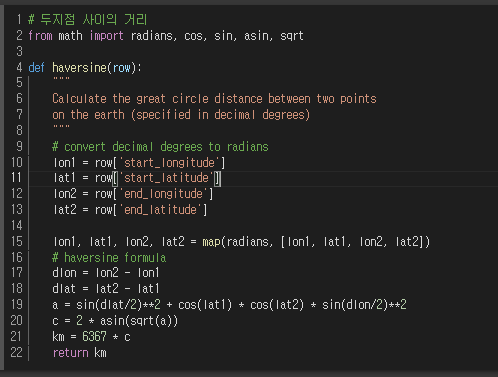 1 # 두지점 사이의 거리
2 from math import radians, cos, sin, asin, sqrt
3
4 def haversine(row):
5     """
6     Calculate the great circle distance between two points
7     on the earth (specified in decimal degrees)
8     """
9     # convert decimal degrees to radians
10     lon1 = row['start_longitude']
11     lat1 = row['start_latitude']
12     lon2 = row['end_longitude']
13     lat2 = row['end_latitude']
14
15     lon1, lat1, lon2, lat2 = map(radians, [lon1, lat1, lon2, lat2])
16     # haversine formula
17     dlon = lon2 - lon1
18     dlat = lat2 - lat1
19     a = sin(dlat/2)**2 + cos(lat1) * cos(lat2) * sin(dlon/2)**2
20     c = 2 * asin(sqrt(a))
21     km = 6367 * c
22     return km